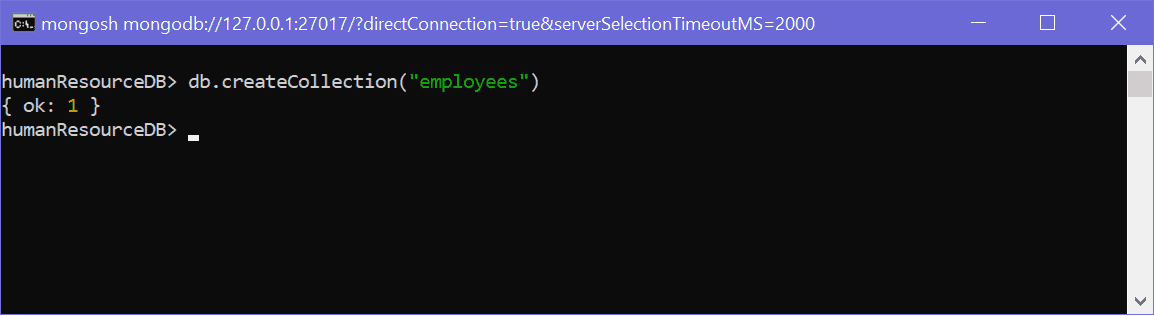 mongosh mongodb://127.0.0.1:27017/?directConnection=true&serverSelectionTimeoutMS=2000
humanResourceDB> db.createCollection("employees")
{ ok: 1 }
humanResourceDB>